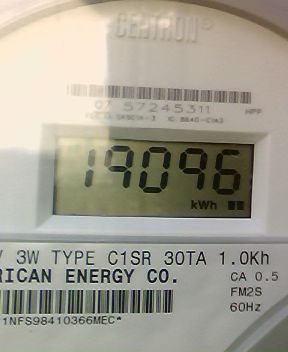 CENTRON
07 57245311
HPP
19096
kWh
V 3W TYPE C1SR 30TA 1.0Kh
RICAN ENERGY CO.
CA 0.5
FM2S
60Hz
1NFS98410366MEC*